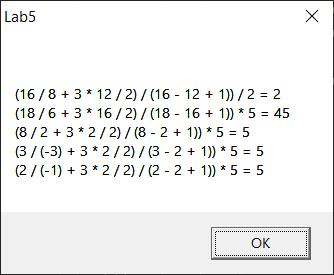 Lab5
(16 / 8 + 3 * 12 / 2) / (16 - 12 + 1)) / 2 = 2
(18 / 6 + 3 * 16 / 2) / (18 - 16 + 1)) * 5 = 45
(8 / 2 + 3 * 2 / 2) / (8 - 2 + 1)) * 5 = 5
(3 / (-3) + 3 * 2 / 2) / (3 - 2 + 1)) * 5 = 5
(2 / (-1) + 3 * 2 / 2) / (2 - 2 + 1)) * 5 = 5
OK